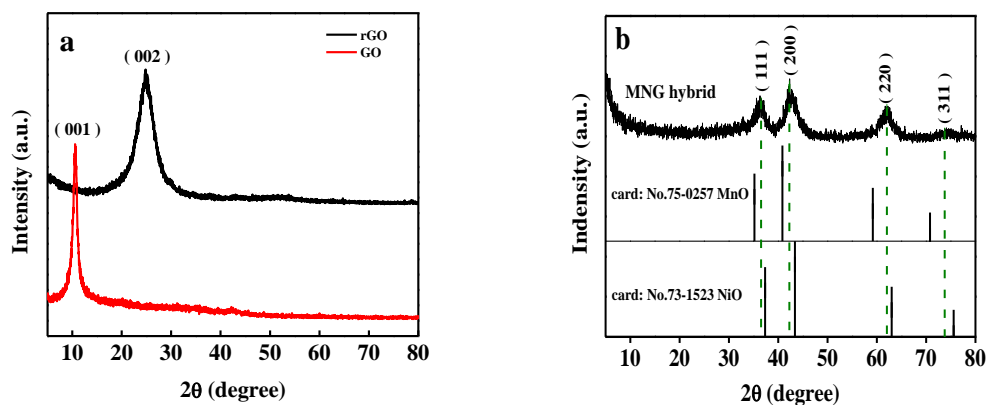 a
rGO
GO
( 002 )
( 001 )
Intensity (a.u.)
10 20 30 40 50 60 70 80
2θ (degree)
b
( 111 )
( 200 )
( 220 )
( 311 )
MNG hybrid
card: No.75-0257 MnO
card: No.73-1523 NiO
Indensity (a.u.)
10 20 30 40 50 60 70 80
2θ (degree)